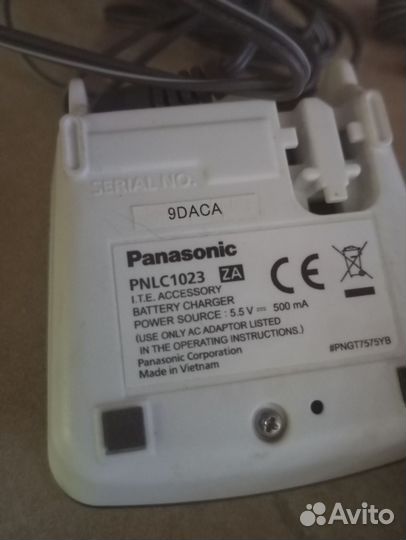 SERIAL NO.
9DACA
Panasonic
PNLC1023 ZA
I.T.E. ACCESSORY
BATTERY CHARGER
POWER SOURCE : 5.5 V ⎓ 500 mA
(USE ONLY AC ADAPTOR LISTED
IN THE OPERATING INSTRUCTIONS.)
Panasonic Corporation
Made in Vietnam
CE
#PNGT7575YB
Avito